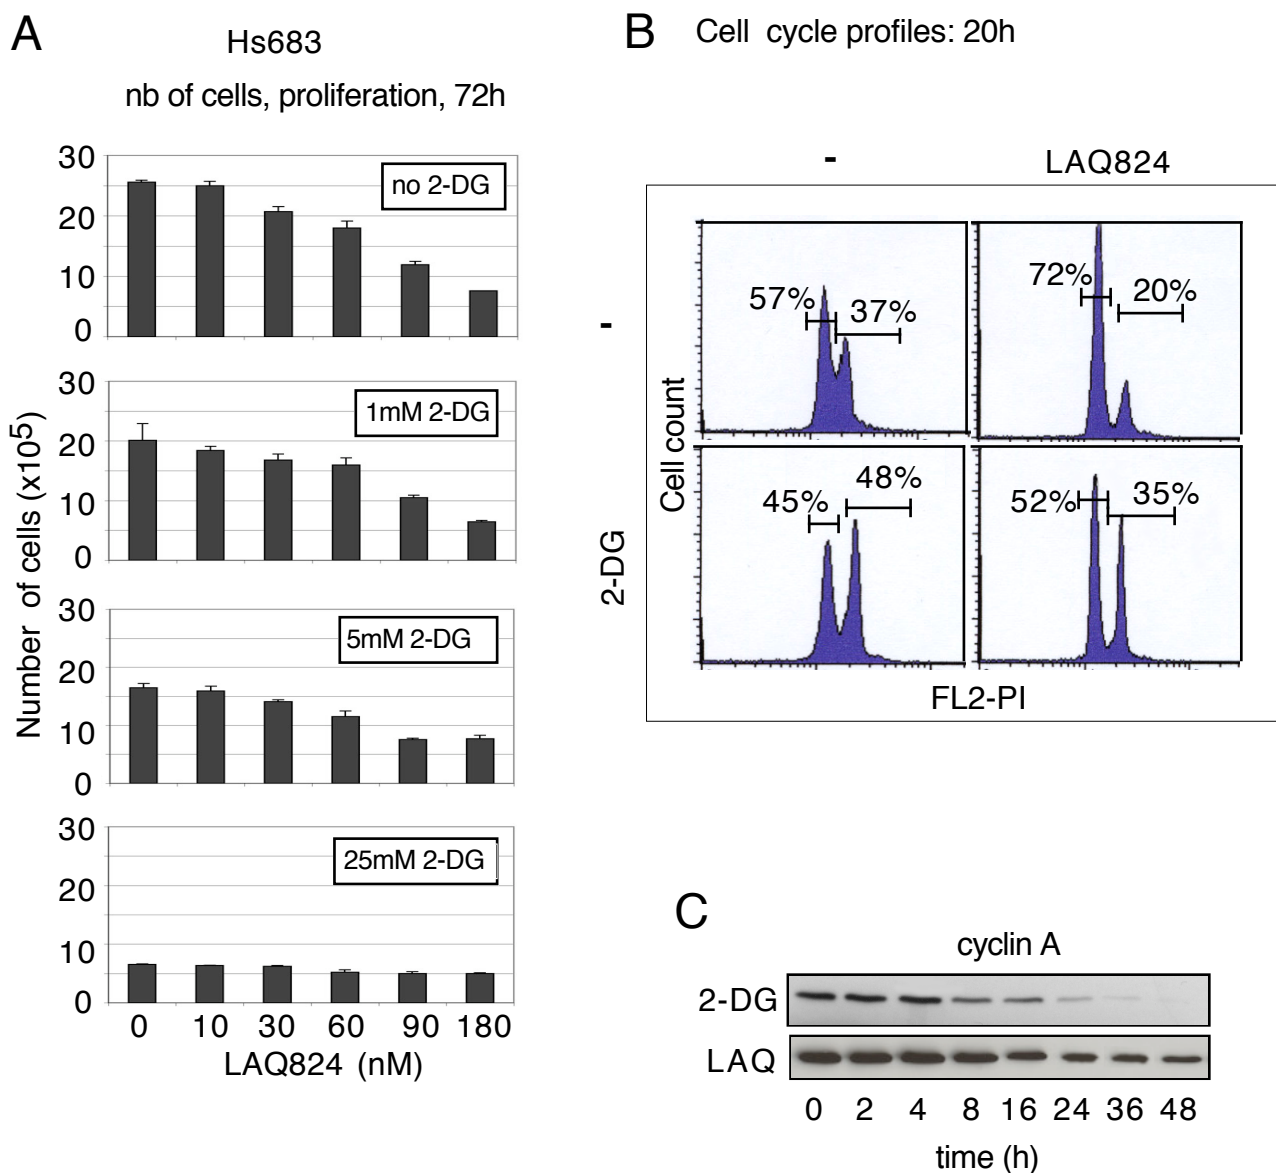 A
Hs683
nb of cells, proliferation, 72h
Number of cells (x10⁵)
30
20
10
0
no 2-DG
30
20
10
0
1mM 2-DG
30
20
10
0
5mM 2-DG
30
20
10
0
25mM 2-DG
0 10 30 60 90 180
LAQ824 (nM)
B Cell cycle profiles: 20h
- LAQ824
-
2-DG
Cell count
57% 37%
72% 20%
45% 48%
52% 35%
FL2-PI
C
cyclin A
2-DG
LAQ
0 2 4 8 16 24 36 48
time (h)